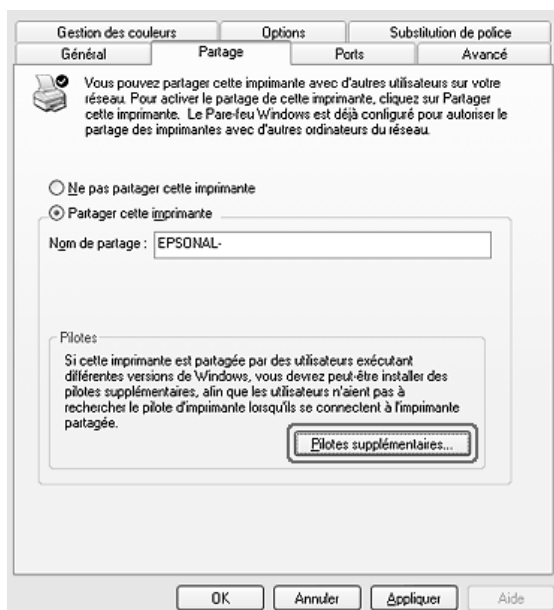 Gestion des couleurs Options Substitution de police
Général Partage Ports Avancé
Vous pouvez partager cette imprimante avec d'autres utilisateurs sur votre
réseau. Pour activer le partage de cette imprimante, cliquez sur Partager
cette imprimante. Le Pare-feu Windows est déjà configuré pour autoriser le
partage des imprimantes avec d'autres ordinateurs du réseau.
Ne pas partager cette imprimante
Partager cette imprimante
Nom de partage : EPSONAL-
Pilotes
Si cette imprimante est partagée par des utilisateurs exécutant
différentes versions de Windows, vous devrez peut-être installer des
pilotes supplémentaires, afin que les utilisateurs n'aient pas à
rechercher le pilote d'imprimante lorsqu'ils se connectent à l'imprimante
partagée.
Pilotes supplémentaires...
OK Annuler Appliquer Aide